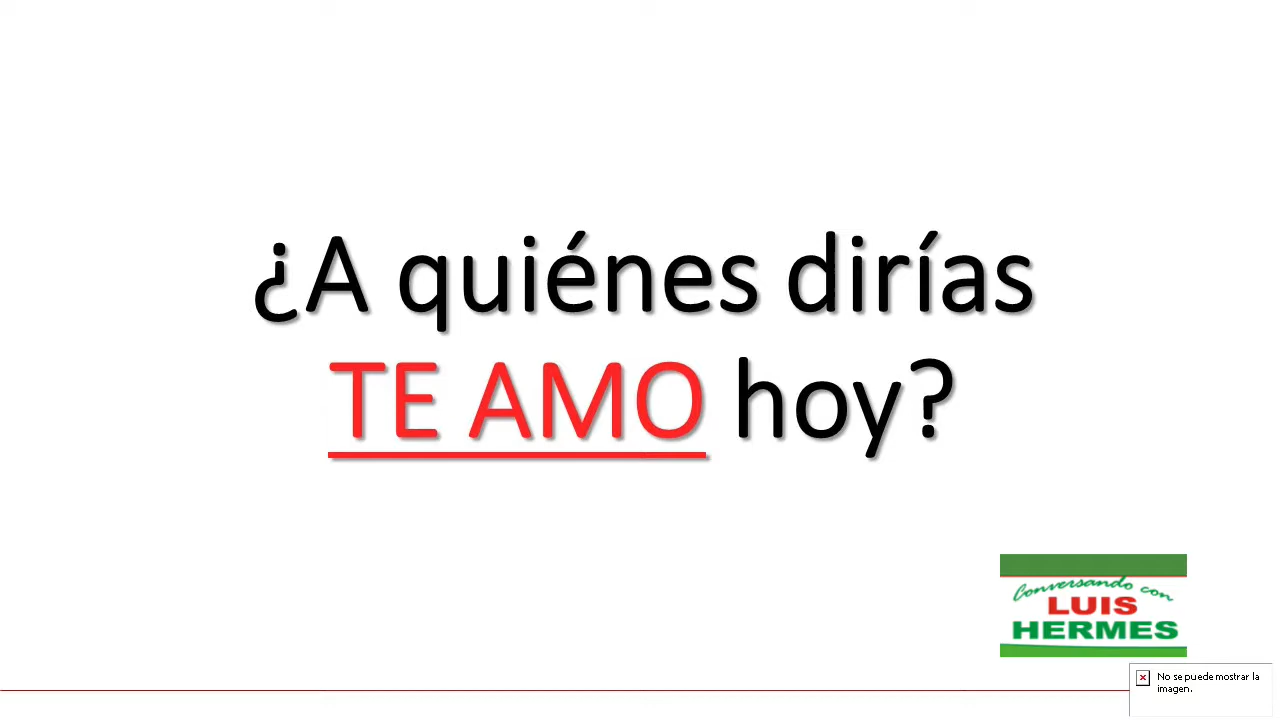 ¿A quiénes dirías
TE AMO hoy?
Conversando con
LUIS
HERMES
No se puede mostrar la
imagen.